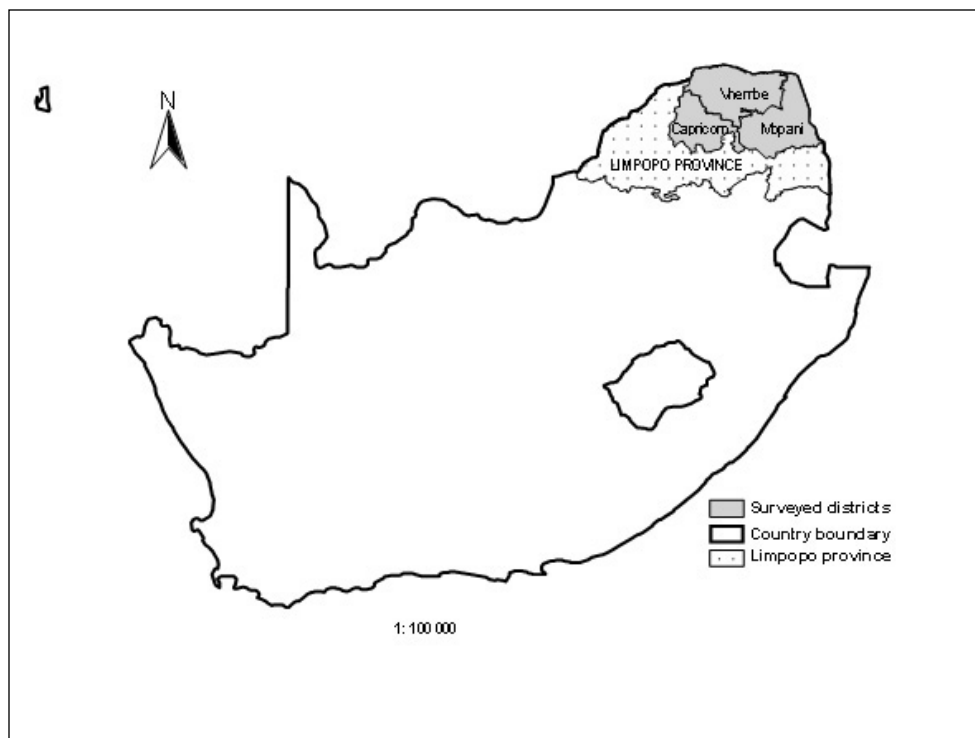 N
Vhembe
Capricorn
Mopani
LIMPOPO PROVINCE
Surveyed districts
Country boundary
Limpopo province
1: 100 000